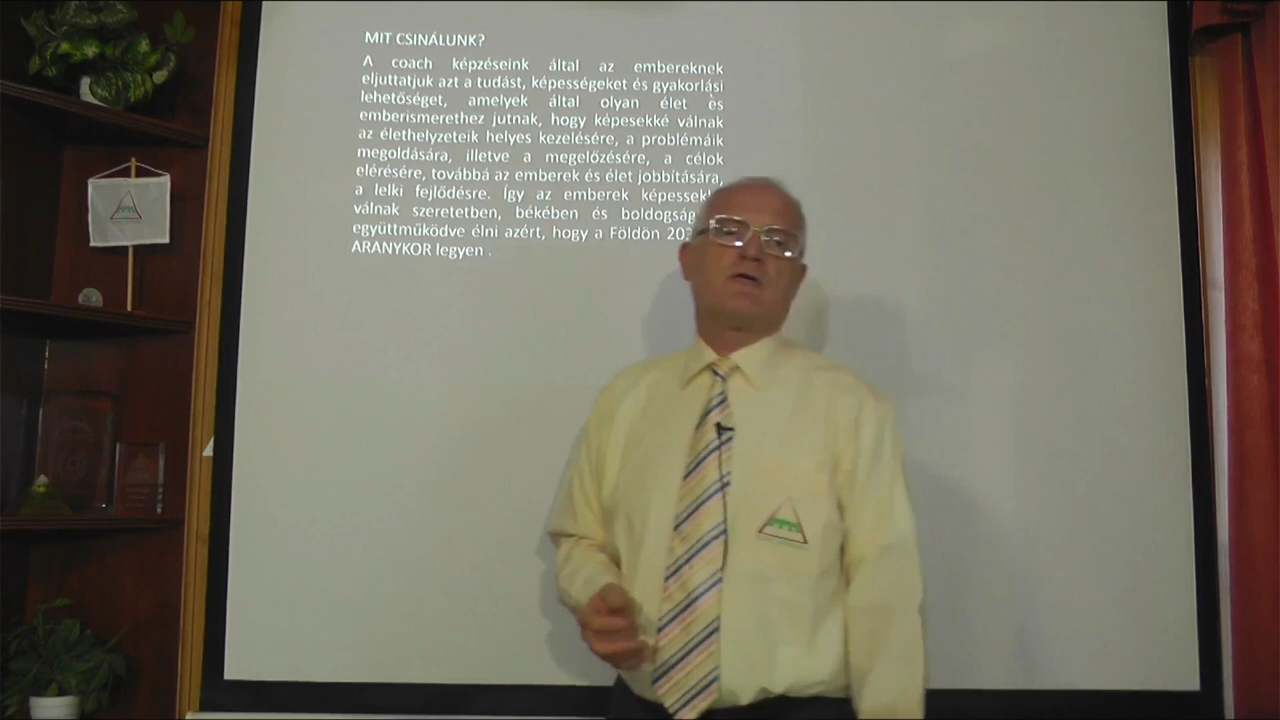 MIT CSINÁLUNK?
A coach képzéseink által az embereknek
eljuttatjuk azt a tudást, képességeket és gyakorlási
lehetőséget, amelyek által olyan élet és
emberismerethez jutnak, hogy képesekké válnak
az élethelyzeteik helyes kezelésére, a problémáik
megoldására, illetve a megelőzésére, a célok
elérésére, továbbá az emberek és élet jobbítására,
a lelki fejlődésre. Így az emberek
válnak szeretetben, békében és
együttműködve élni azért, hogy a Földön
ARANYKOR legyen .